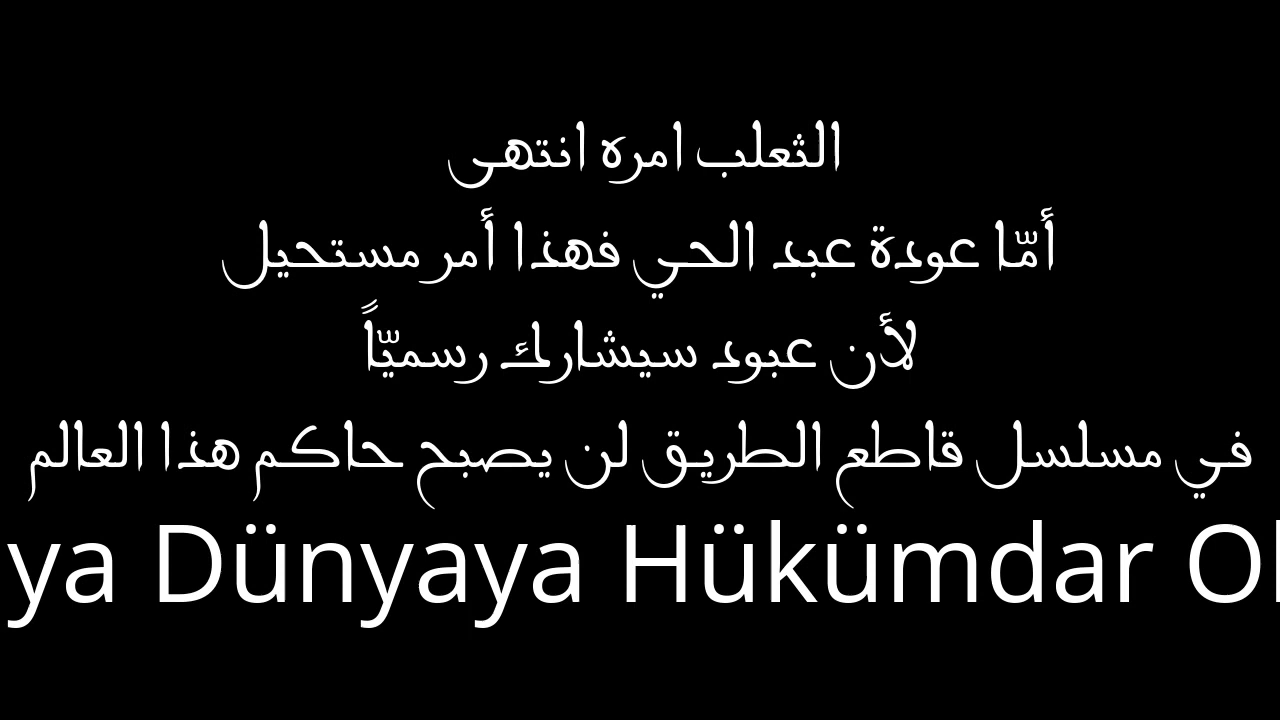 الثعلب امره انتهى
أمّا عودة عبد الحي فهذا أمر مستحيل
لأن عبود سيشارك رسميّاً
في مسلسل قاطع الطريق لن يصبح حاكم هذا العالم
ya Dünyaya Hükümdar Ol